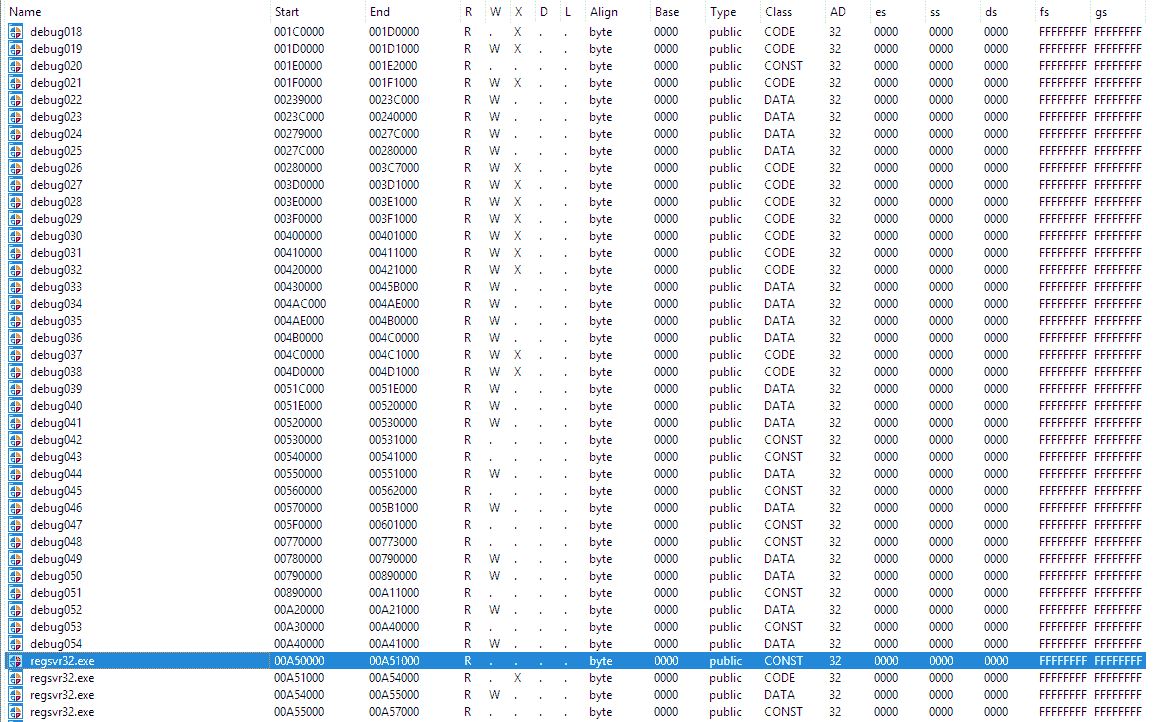 Name Start End R W X D L Align Base Type Class AD es ss ds fs gs
debug018 001C0000 001D0000 R . X . . byte 0000 public CODE 32 0000 0000 0000 FFFFFFFF FFFFFFFF
debug019 001D0000 001D1000 R W X . . byte 0000 public CODE 32 0000 0000 0000 FFFFFFFF FFFFFFFF
debug020 001E0000 001E2000 R . . . . byte 0000 public CONST 32 0000 0000 0000 FFFFFFFF FFFFFFFF
debug021 001F0000 001F1000 R W X . . byte 0000 public CODE 32 0000 0000 0000 FFFFFFFF FFFFFFFF
debug022 00239000 0023C000 R W . . . byte 0000 public DATA 32 0000 0000 0000 FFFFFFFF FFFFFFFF
debug023 0023C000 00240000 R W . . . byte 0000 public DATA 32 0000 0000 0000 FFFFFFFF FFFFFFFF
debug024 00279000 0027C000 R W . . . byte 0000 public DATA 32 0000 0000 0000 FFFFFFFF FFFFFFFF
debug025 0027C000 00280000 R W . . . byte 0000 public DATA 32 0000 0000 0000 FFFFFFFF FFFFFFFF
debug026 00280000 003C7000 R W X . . byte 0000 public CODE 32 0000 0000 0000 FFFFFFFF FFFFFFFF
debug027 003D0000 003D1000 R W X . . byte 0000 public CODE 32 0000 0000 0000 FFFFFFFF FFFFFFFF
debug028 003E0000 003E1000 R W X . . byte 0000 public CODE 32 0000 0000 0000 FFFFFFFF FFFFFFFF
debug029 003F0000 003F1000 R W X . . byte 0000 public CODE 32 0000 0000 0000 FFFFFFFF FFFFFFFF
debug030 00400000 00401000 R W X . . byte 0000 public CODE 32 0000 0000 0000 FFFFFFFF FFFFFFFF
debug031 00410000 00411000 R W X . . byte 0000 public CODE 32 0000 0000 0000 FFFFFFFF FFFFFFFF
debug032 00420000 00421000 R W X . . byte 0000 public CODE 32 0000 0000 0000 FFFFFFFF FFFFFFFF
debug033 00430000 0045B000 R W . . . byte 0000 public DATA 32 0000 0000 0000 FFFFFFFF FFFFFFFF
debug034 004AC000 004AE000 R W . . . byte 0000 public DATA 32 0000 0000 0000 FFFFFFFF FFFFFFFF
debug035 004AE000 004B0000 R W . . . byte 0000 public DATA 32 0000 0000 0000 FFFFFFFF FFFFFFFF
debug036 004B0000 004C0000 R W . . . byte 0000 public DATA 32 0000 0000 0000 FFFFFFFF FFFFFFFF
debug037 004C0000 004C1000 R W X . . byte 0000 public CODE 32 0000 0000 0000 FFFFFFFF FFFFFFFF
debug038 004D0000 004D1000 R W X . . byte 0000 public CODE 32 0000 0000 0000 FFFFFFFF FFFFFFFF
debug039 0051C000 0051E000 R W . . . byte 0000 public DATA 32 0000 0000 0000 FFFFFFFF FFFFFFFF
debug040 0051E000 00520000 R W . . . byte 0000 public DATA 32 0000 0000 0000 FFFFFFFF FFFFFFFF
debug041 00520000 00530000 R W . . . byte 0000 public DATA 32 0000 0000 0000 FFFFFFFF FFFFFFFF
debug042 00530000 00531000 R . . . . byte 0000 public CONST 32 0000 0000 0000 FFFFFFFF FFFFFFFF
debug043 00540000 00541000 R . . . . byte 0000 public CONST 32 0000 0000 0000 FFFFFFFF FFFFFFFF
debug044 00550000 00551000 R W . . . byte 0000 public DATA 32 0000 0000 0000 FFFFFFFF FFFFFFFF
debug045 00560000 00562000 R . . . . byte 0000 public CONST 32 0000 0000 0000 FFFFFFFF FFFFFFFF
debug046 00570000 005B1000 R W . . . byte 0000 public DATA 32 0000 0000 0000 FFFFFFFF FFFFFFFF
debug047 005F0000 00601000 R . . . . byte 0000 public CONST 32 0000 0000 0000 FFFFFFFF FFFFFFFF
debug048 00770000 00773000 R . . . . byte 0000 public CONST 32 0000 0000 0000 FFFFFFFF FFFFFFFF
debug049 00780000 00790000 R W . . . byte 0000 public DATA 32 0000 0000 0000 FFFFFFFF FFFFFFFF
debug050 00790000 00890000 R W . . . byte 0000 public DATA 32 0000 0000 0000 FFFFFFFF FFFFFFFF
debug051 00890000 00A11000 R . . . . byte 0000 public CONST 32 0000 0000 0000 FFFFFFFF FFFFFFFF
debug052 00A20000 00A21000 R W . . . byte 0000 public DATA 32 0000 0000 0000 FFFFFFFF FFFFFFFF
debug053 00A30000 00A40000 R . . . . byte 0000 public CONST 32 0000 0000 0000 FFFFFFFF FFFFFFFF
debug054 00A40000 00A41000 R W . . . byte 0000 public DATA 32 0000 0000 0000 FFFFFFFF FFFFFFFF
regsvr32.exe 00A50000 00A51000 R . . . . byte 0000 public CONST 32 0000 0000 0000 FFFFFFFF FFFFFFFF
regsvr32.exe 00A51000 00A54000 R . X . . byte 0000 public CODE 32 0000 0000 0000 FFFFFFFF FFFFFFFF
regsvr32.exe 00A54000 00A55000 R W . . . byte 0000 public DATA 32 0000 0000 0000 FFFFFFFF FFFFFFFF
regsvr32.exe 00A55000 00A57000 R . . . . byte 0000 public CONST 32 0000 0000 0000 FFFFFFFF FFFFFFFF